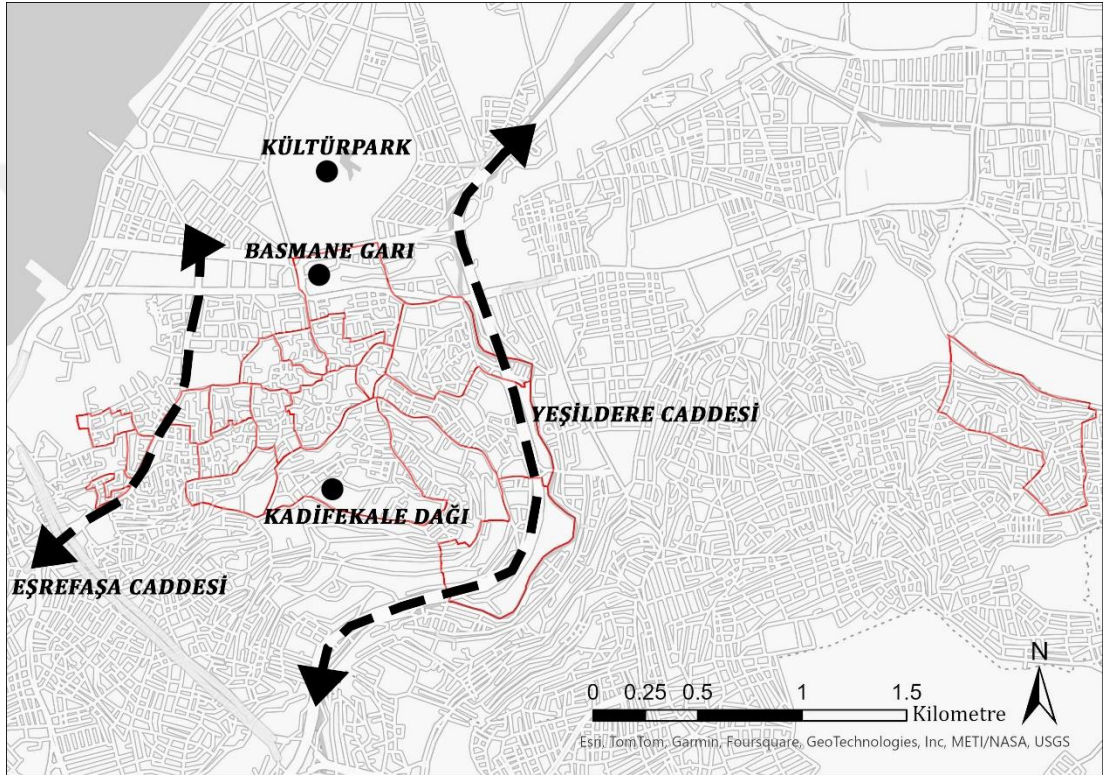 KÜLTÜRPARK
BASMANE GARI
YEŞİLDERE CADDESİ
KADİFEKALE DAĞI
EŞREFAŞA CADDESİ
N
0 0.25 0.5 1 1.5
Kilometre
Esri, TomTom, Garmin, Foursquare, GeoTechnologies, Inc, METI/NASA, USGS